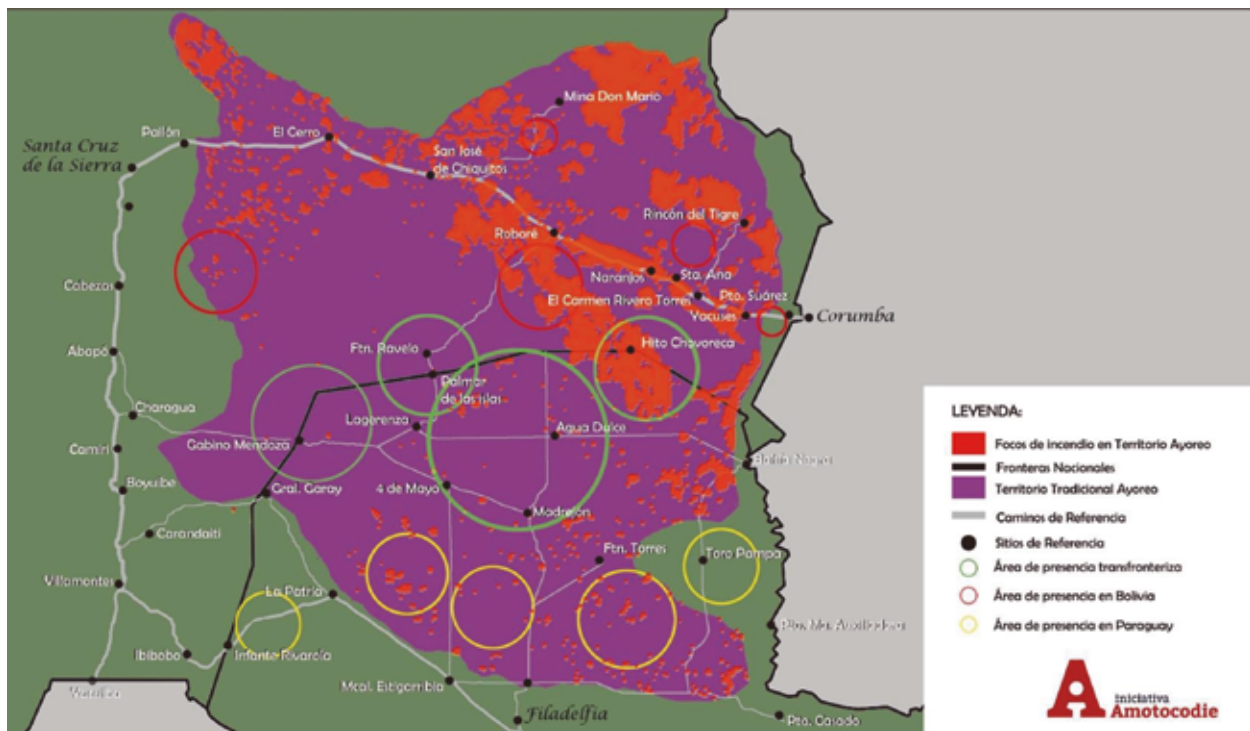 Mina Don Mario
Pailón
El Cerro
Santa Cruz
de la Sierra
San José
de Chiquitos
Rincón del Tigre
Roboré
Naranjos
Sta. Ana
Cabezas
El Carmen Rivero Torres
Pto. Suárez
Yacuses
Corumba
Abapó
Ftn. Ravelo
Hito Chovoreca
Palmar
de las islas
Charagua
Lagerenza
Agua Dulce
Gabino Mendoza
Camiri
Bahía Negra
Boyuibe
Gral. Garay
4 de Mayo
Madrejón
Carandaiti
Ftn. Torres
Toro Pampa
Villamontes
La Patria
Ibibobo
Infante Rivarola
Mcal. Estigarribia
Filadelfia
Pto. Casado
LEYENDA:
Focos de incendio en Territorio Ayoreo
Fronteras Nacionales
Territorio Tradicional Ayoreo
Caminos de Referencia
Sitios de Referencia
Área de presencia transfronteriza
Área de presencia en Bolivia
Área de presencia en Paraguay
Iniciativa
Amotocodie